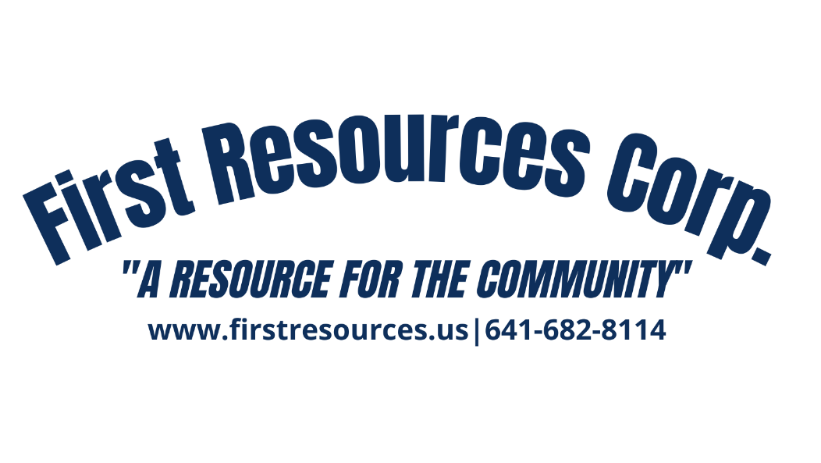 First Resources Corp.
"A RESOURCE FOR THE COMMUNITY"
www.firstresources.us|641-682-8114